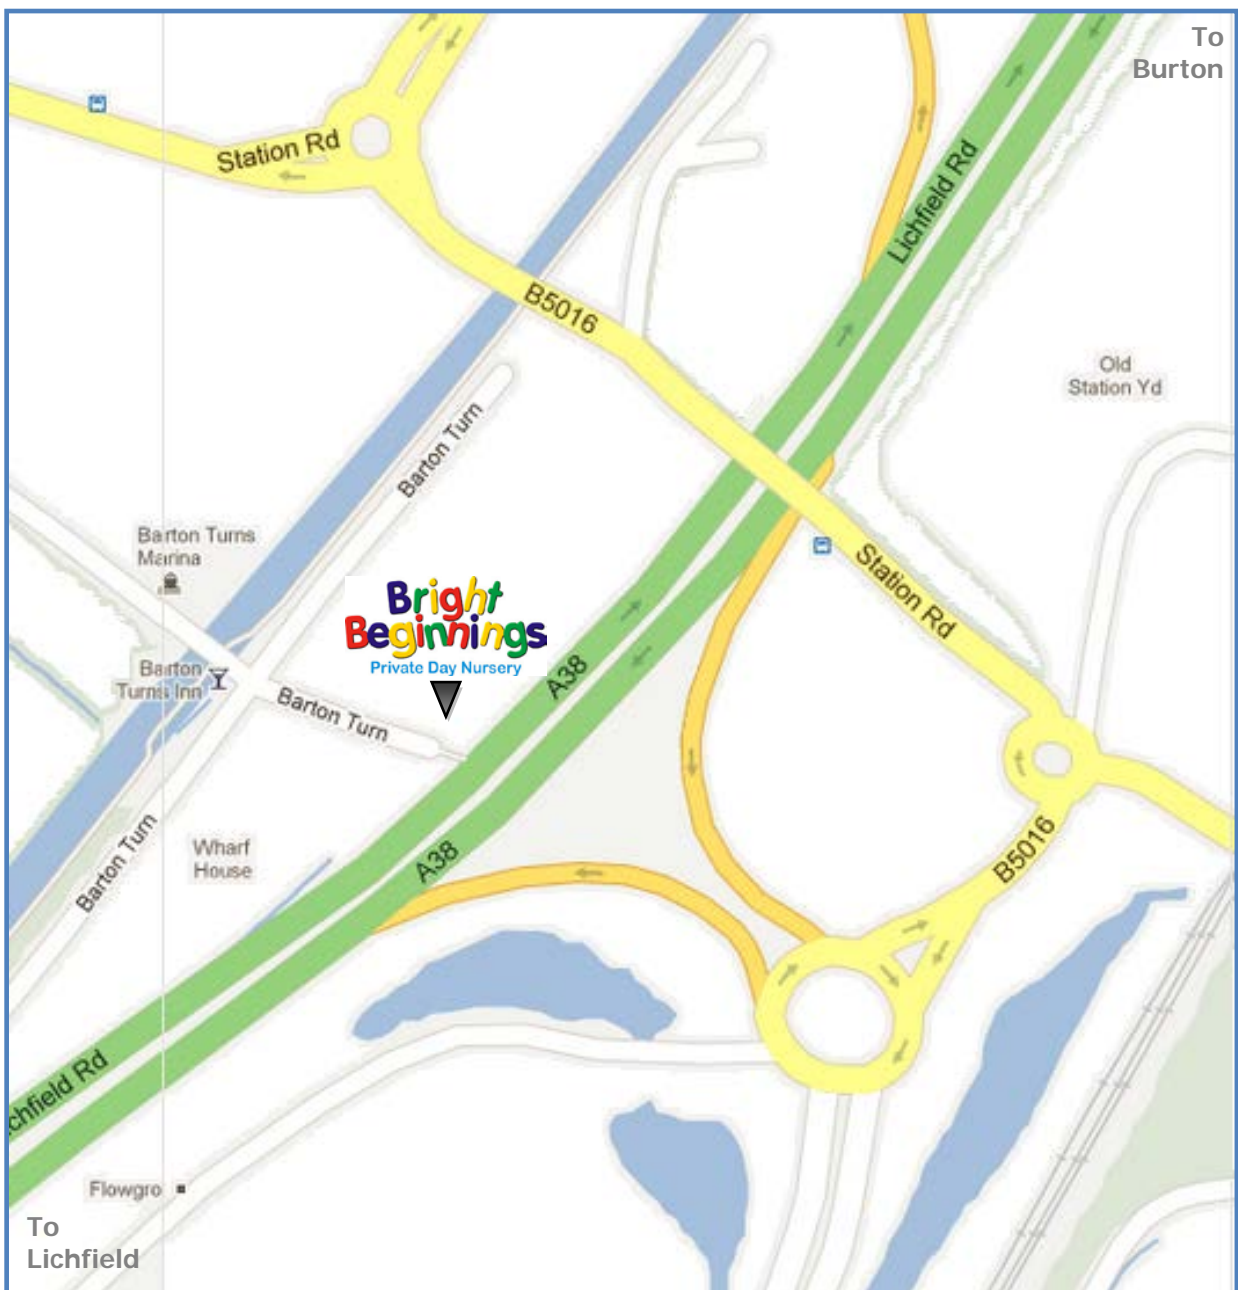 To
Burton
Station Rd
Lichfield Rd
B5016
Old
Station Yd
Barton Turn
Barton Turns
Marina
Station Rd
Bright
Beginnings
Private Day Nursery
Barton
Turns Inn
A38
Barton Turn
Barton Turn
Wharf
House
A38
B5016
chfield Rd
Flowgro
To
Lichfield